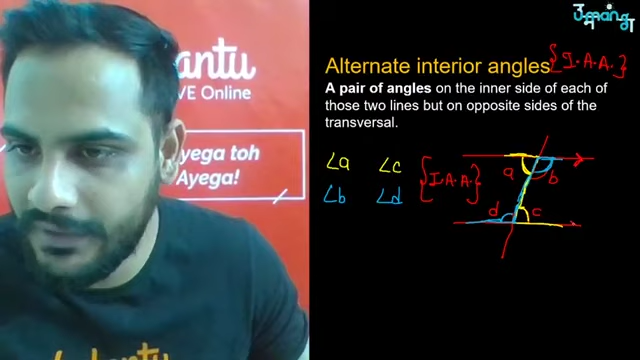 उमंग
antu
VE Online
ayega toh
Ayega!
Alternate interior angles {I.A.A.}
A pair of angles on the inner side of each of
those two lines but on opposite sides of the
transversal.
∠a ∠c {I.A.A.}
∠b ∠d
a b
d c